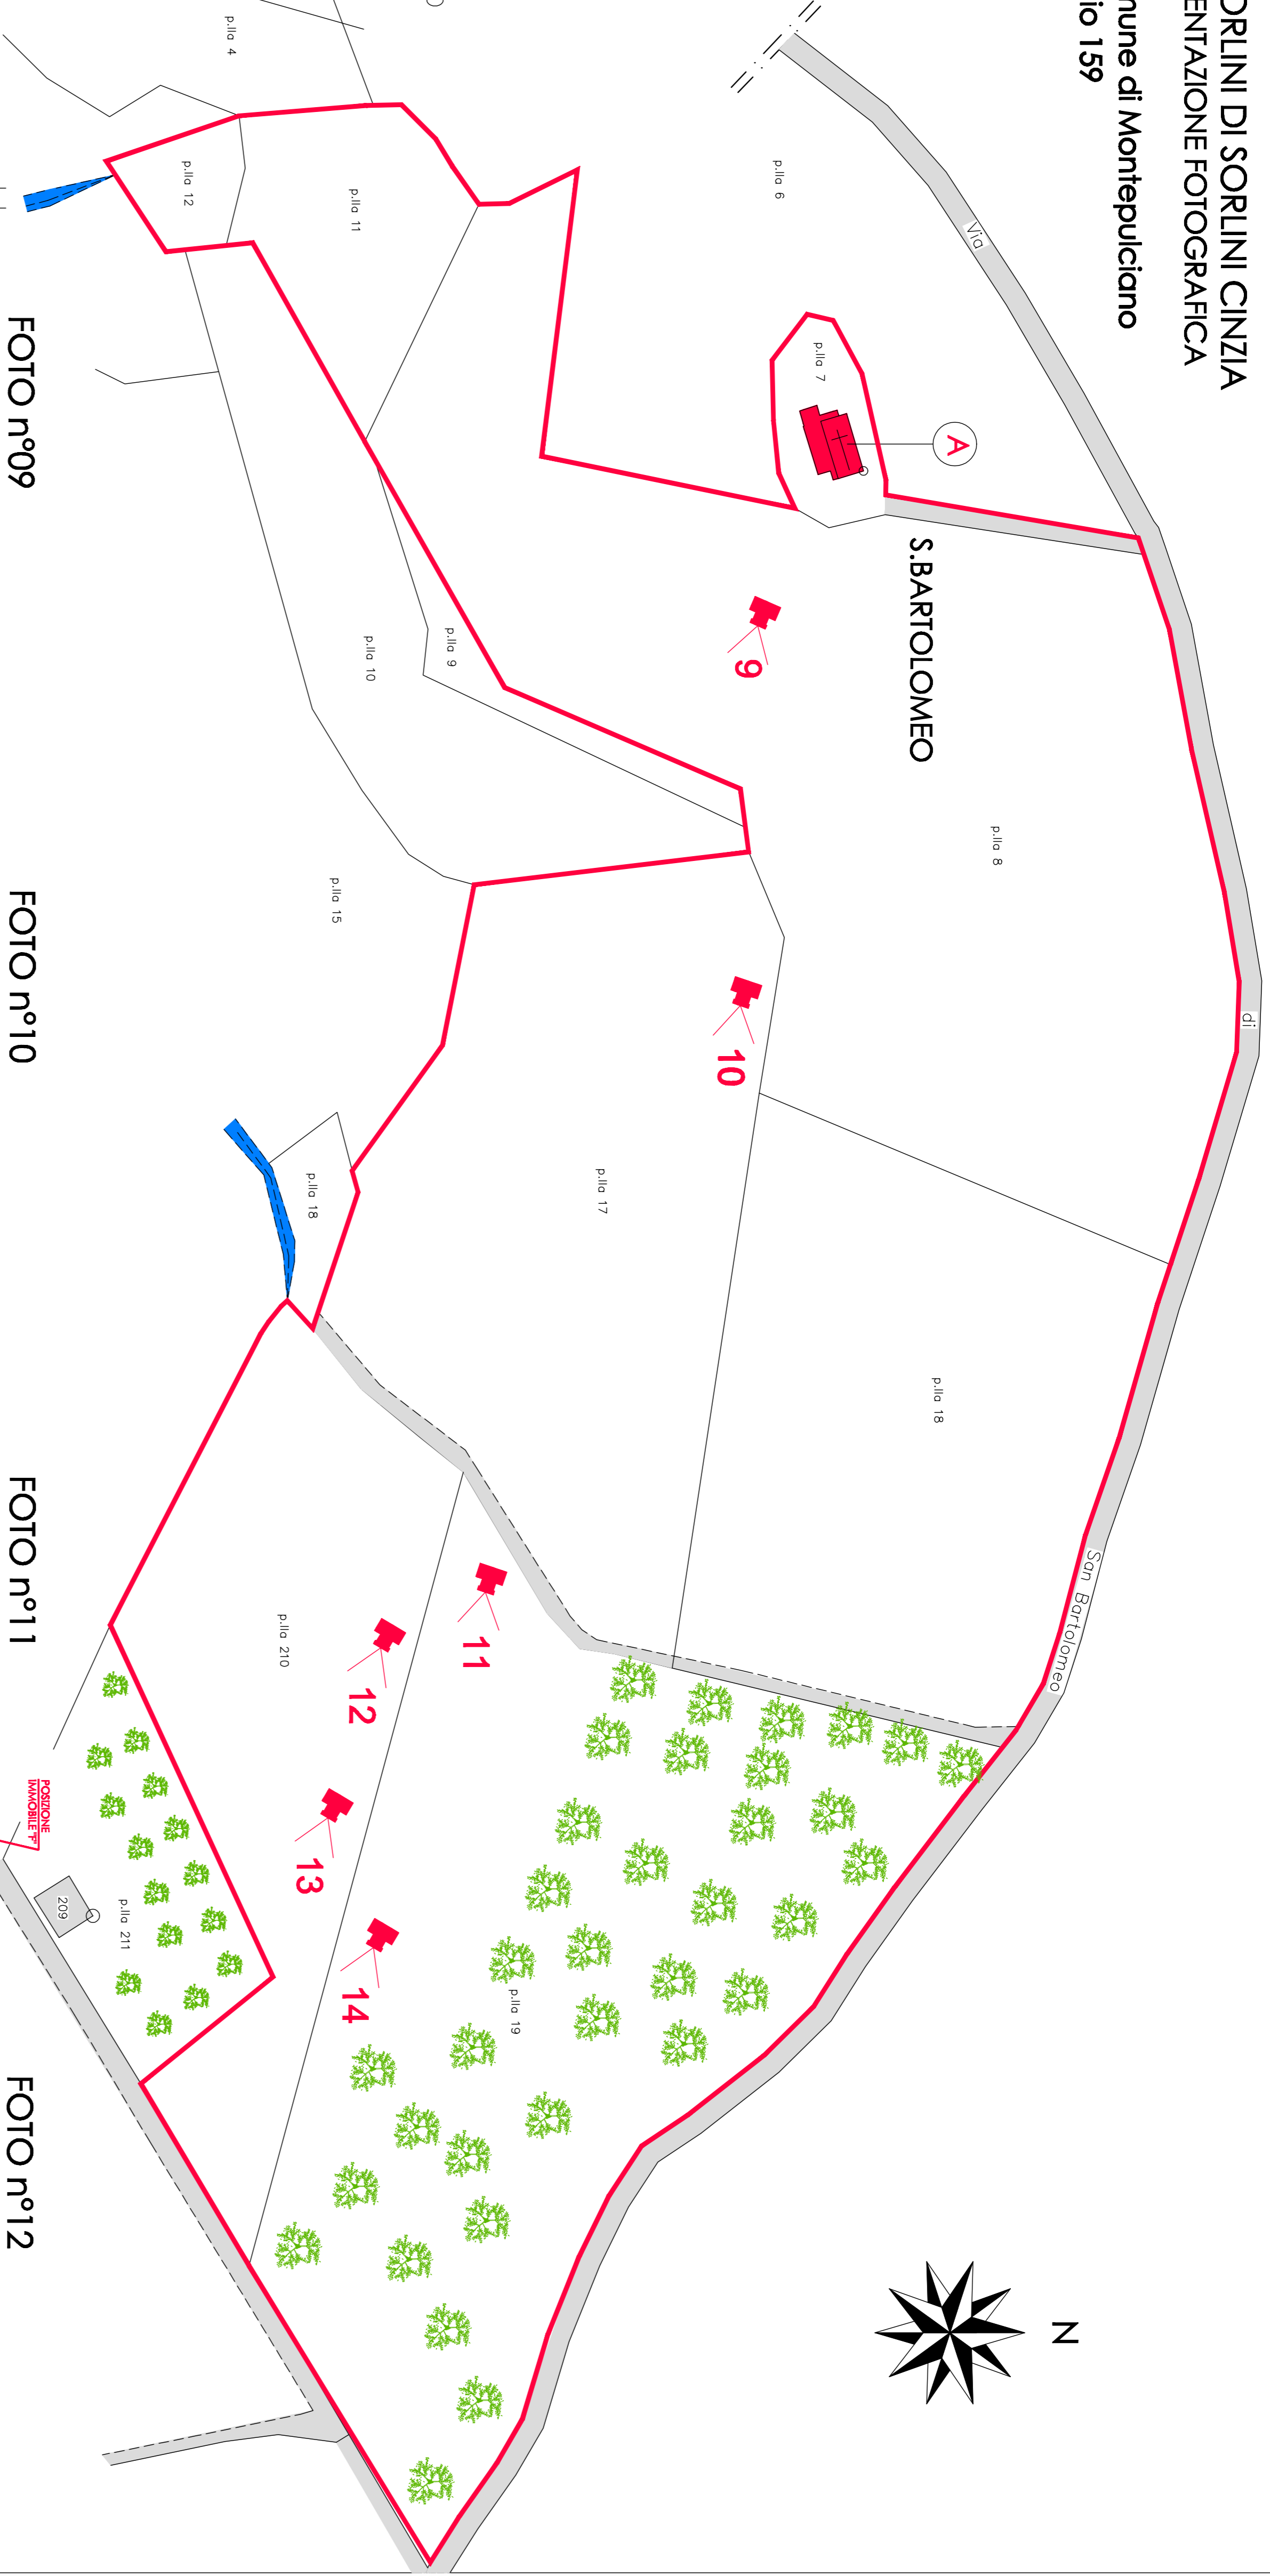 ORLINI DI SORLINI CINZIA
ENTAZIONE FOTOGRAFICA
nune di Montepulciano
io 159
Via
di
San Bartolomeo
N
p.lla 4
p.lla 6
p.lla 7
A
S.BARTOLOMEO
p.lla 8
p.lla 12
p.lla 11
9
p.lla 9
p.lla 10
10
p.lla 15
p.lla 17
p.lla 18
p.lla 18
11
12
p.lla 210
13
14
p.lla 19
POSIZIONE
IMMOBILE "F"
209
p.lla 211
FOTO n°09
FOTO n°10
FOTO n°11
FOTO n°12